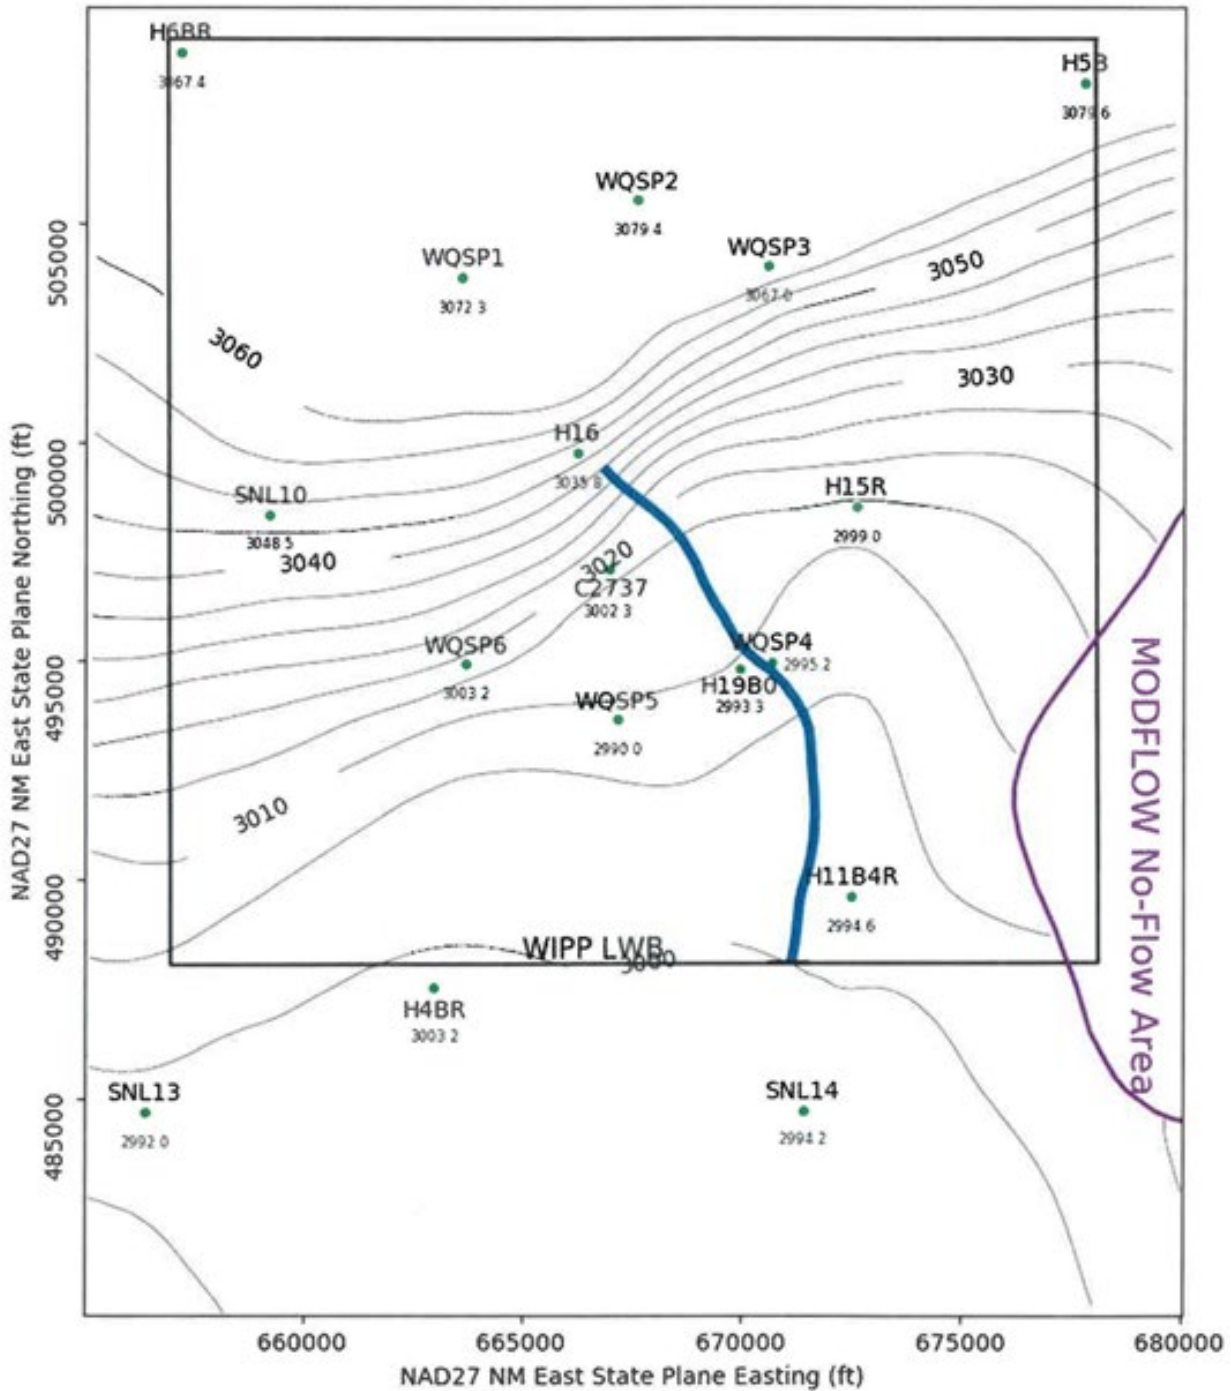 H6BR
3067 4
H5B
3079 6
WQSP2
3079 4
WQSP3
3067 0
WQSP1
3072 3
3050
3060
3030
H16
3035 8
SNL10
3048 5
3040
H15R
2999 0
3020
C2737
3002 3
WQSP6
3003 2
WQSP4
2995 2
H19B0
2993 3
WQSP5
2990 0
3010
H11B4R
2994 6
WIPP LWB
3000
H4BR
3003 2
SNL13
2992 0
SNL14
2994 2
MODFLOW No-Flow Area
505000
500000
495000
490000
485000
NAD27 NM East State Plane Northing (ft)
660000
665000
670000
675000
680000
NAD27 NM East State Plane Easting (ft)